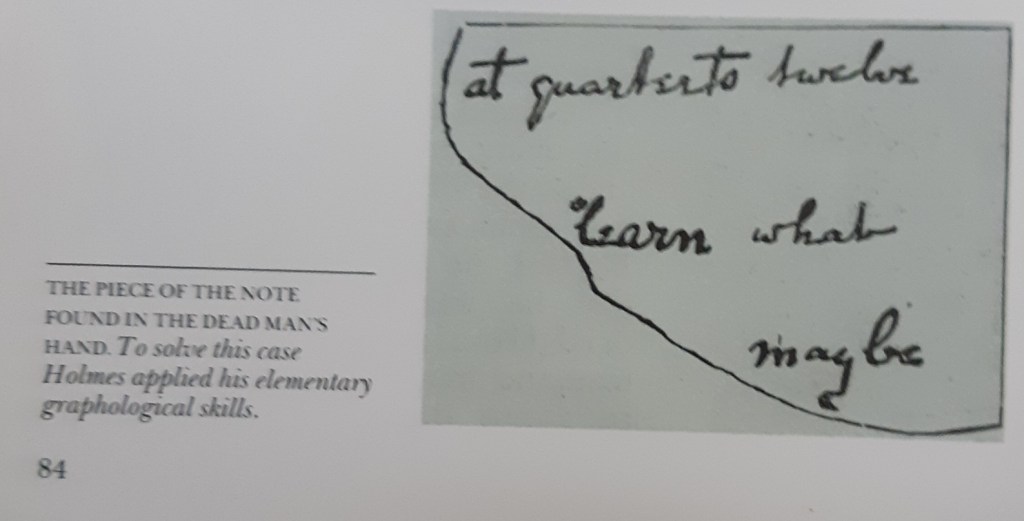 at quarter to twelve
learn what
maybe
THE PIECE OF THE NOTE
FOUND IN THE DEAD MAN'S
HAND. To solve this case
Holmes applied his elementary
graphological skills.
84